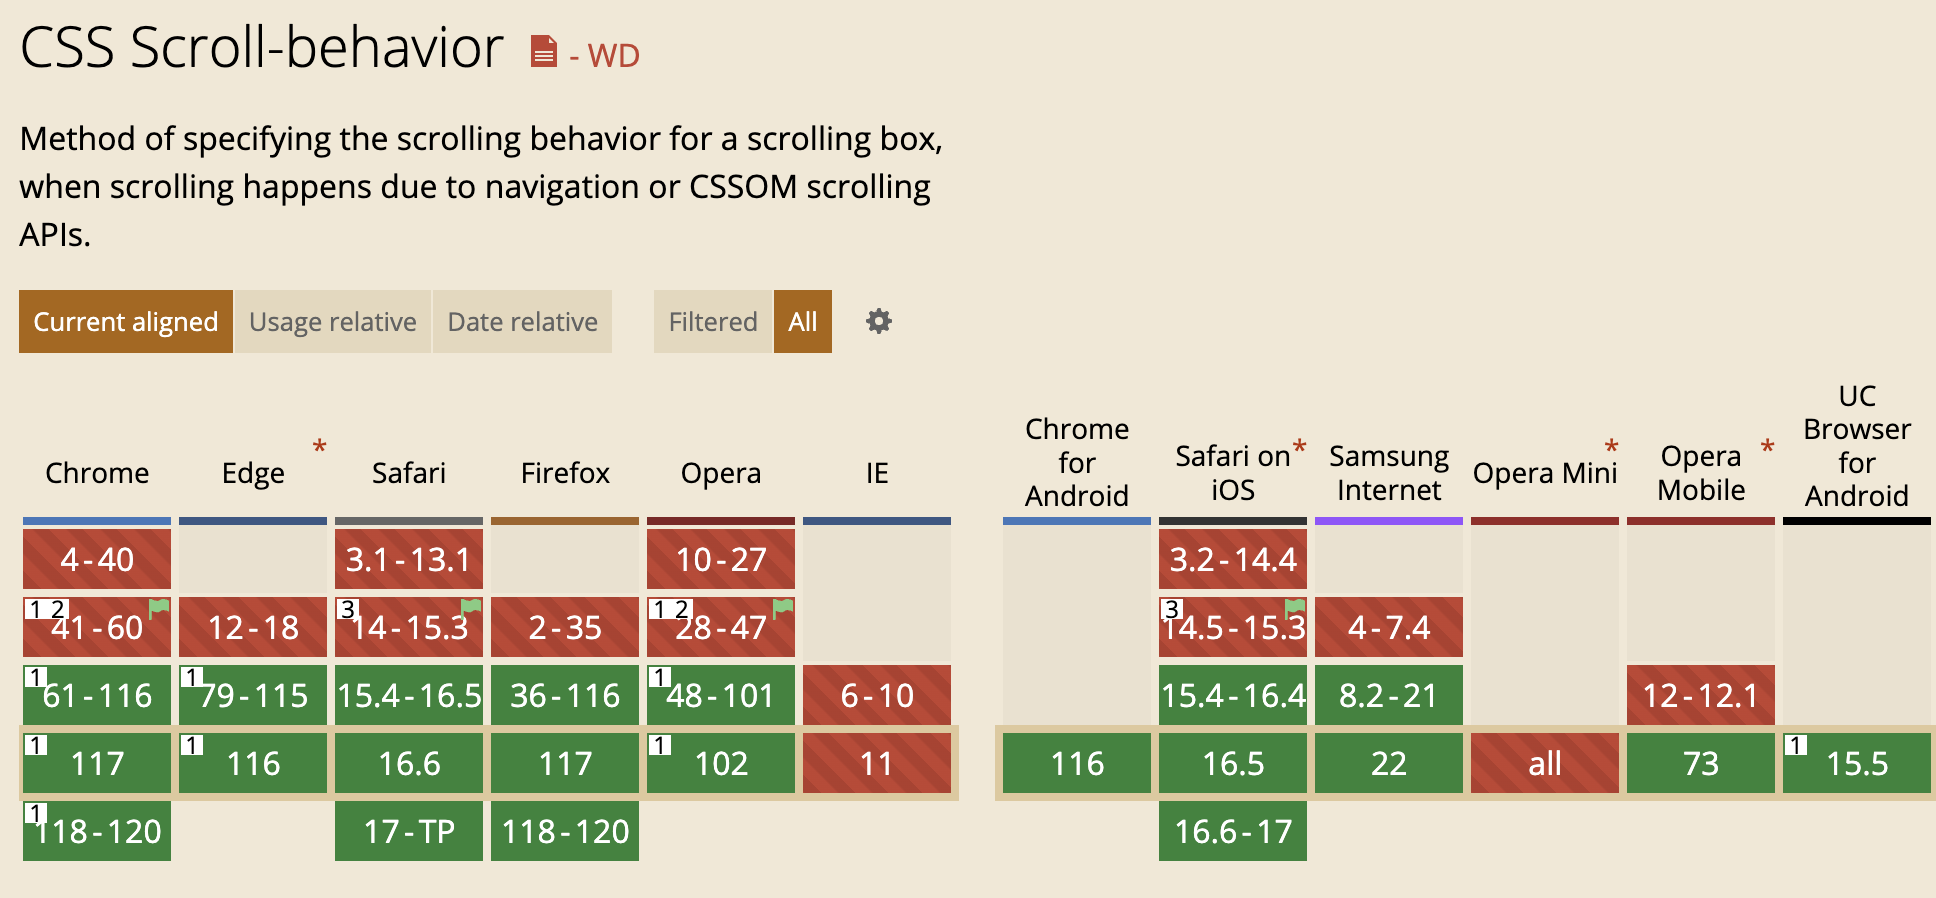 CSS Scroll-behavior - WD
Method of specifying the scrolling behavior for a scrolling box,
when scrolling happens due to navigation or CSSOM scrolling
APIs.
Current aligned Usage relative Date relative Filtered All
Chrome Edge * Safari Firefox Opera IE Chrome for Android Safari on iOS * Samsung Internet Opera Mini * Opera Mobile * UC Browser for Android
4-40 3.1-13.1 10-27 3.2-14.4
1 2 41-60 12-18 3 14-15.3 2-35 1 2 28-47 3 14.5-15.3 4-7.4
1 61-116 1 79-115 15.4-16.5 36-116 1 48-101 6-10 15.4-16.4 8.2-21 12-12.1
1 117 1 116 16.6 117 1 102 11 116 16.5 22 all 73 1 15.5
1 118-120 17-TP 118-120 16.6-17